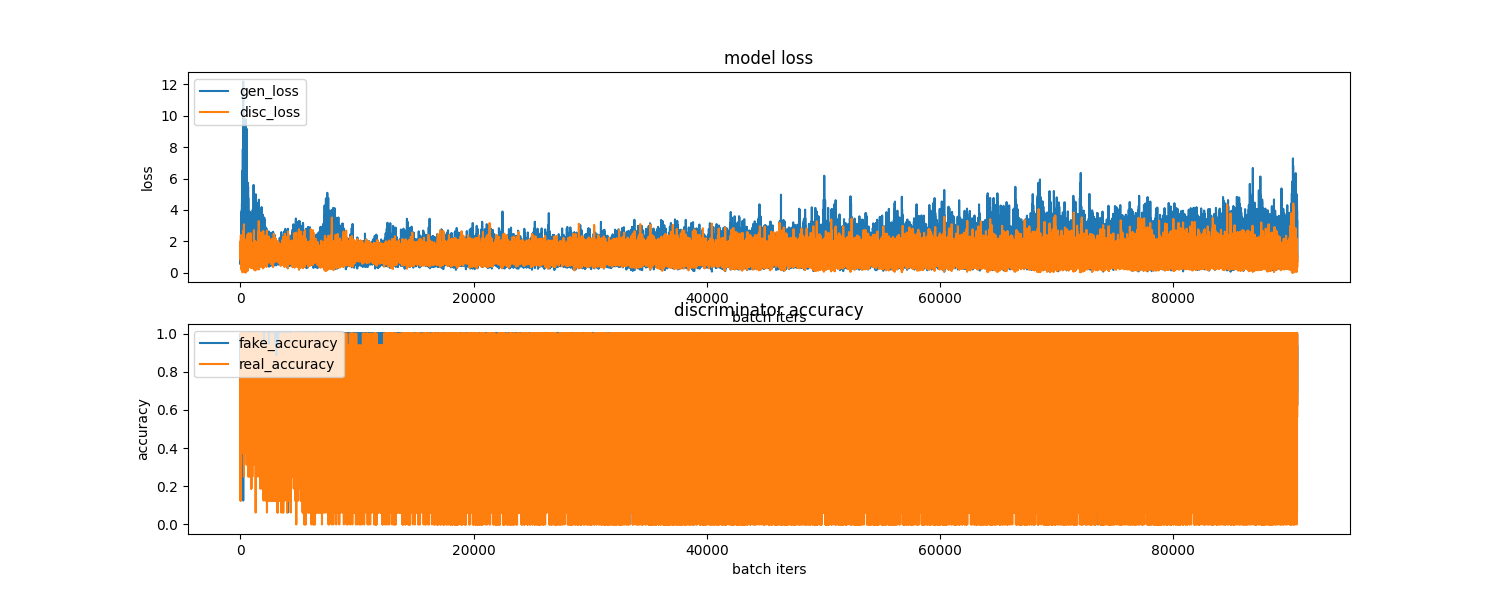 model loss
12
10
8
6
4
2
0
loss
gen_loss
disc_loss
0 20000 40000 60000 80000
batch iters
discriminator accuracy
1.0
0.8
0.6
0.4
0.2
0.0
accuracy
fake_accuracy
real_accuracy
0 20000 40000 60000 80000
batch iters